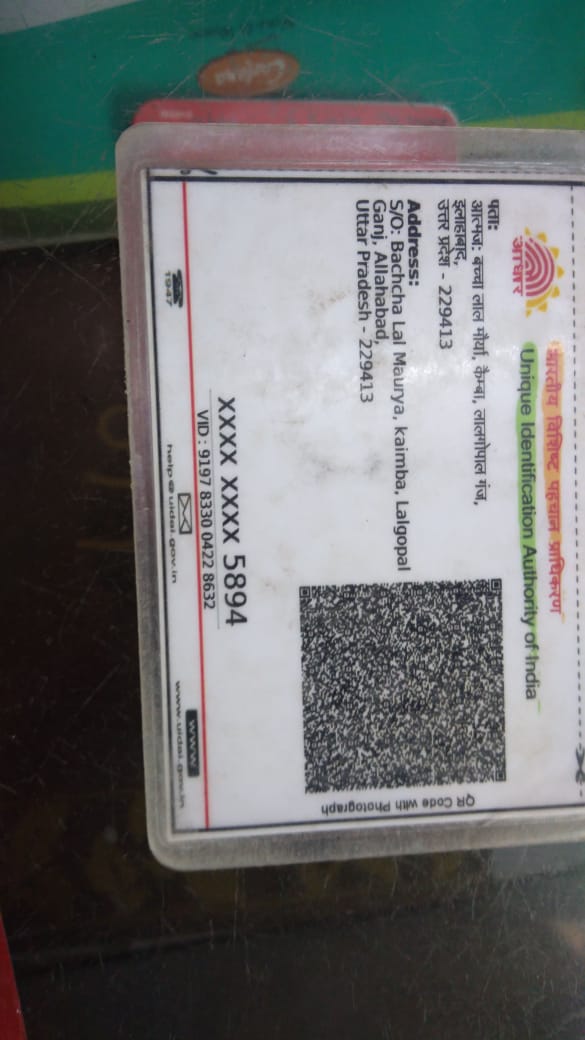 भारतीय विशिष्ट पहचान प्राधिकरण
Unique Identification Authority of India
आधार
पता:
आत्मज: बच्चा लाल मौर्या, कैम्बा, लालगोपाल गंज,
इलाहाबाद,
उत्तर प्रदेश - 229413
Address:
S/O: Bachcha Lal Maurya, kaimba, Lalgopal
Ganj, Allahabad,
Uttar Pradesh - 229413
QR Code with Photograph
XXXX XXXX 5894
VID : 9197 8330 0422 8632
1947
help@uidai.gov.in
www
www.uidai.gov.in